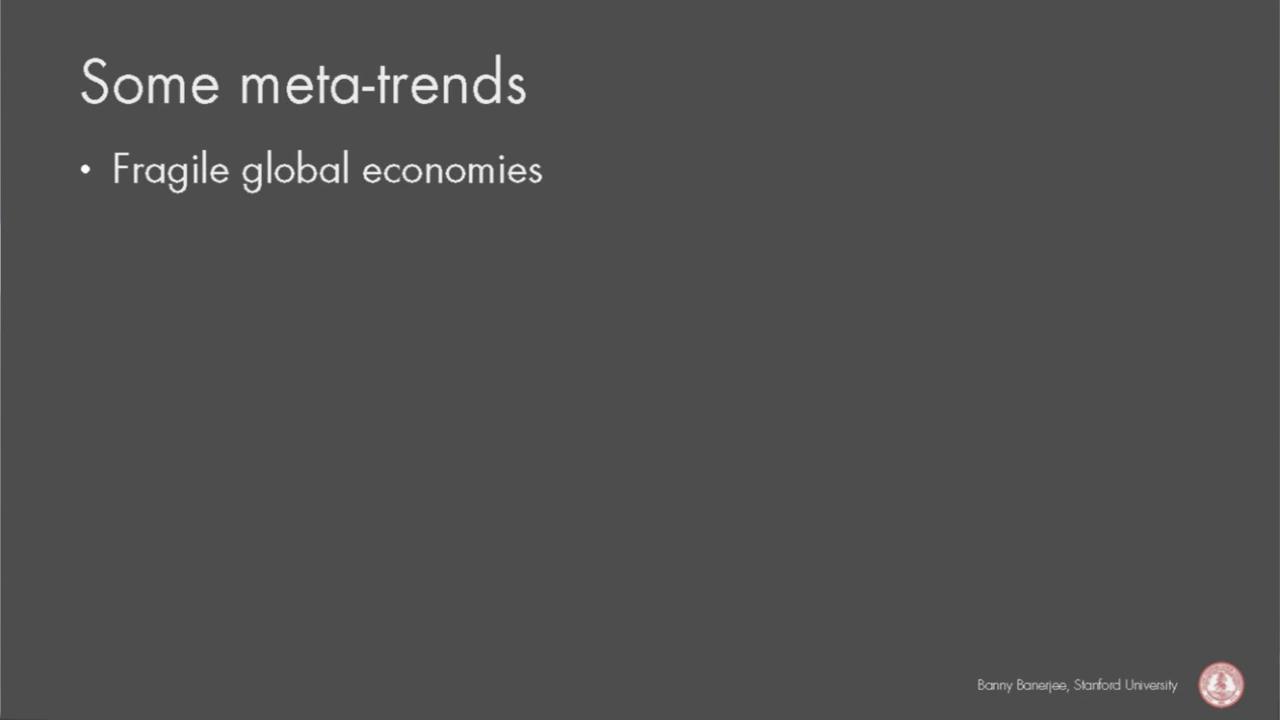 Some meta-trends
• Fragile global economies
Banny Banerjee, Stanford University